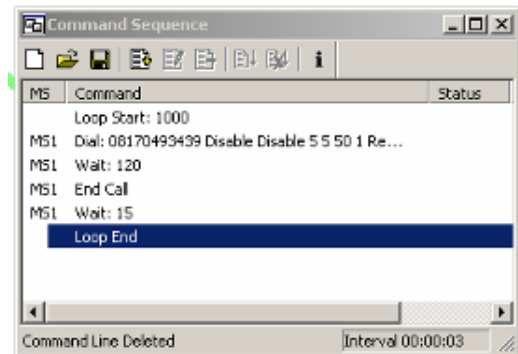 Command Sequence
MS Command Status
Loop Start: 1000
MS1 Dial: 08170493439 Disable Disable 5 5 50 1 Re...
MS1 Wait: 120
MS1 End Call
MS1 Wait: 15
Loop End
Command Line Deleted Interval 00:00:03